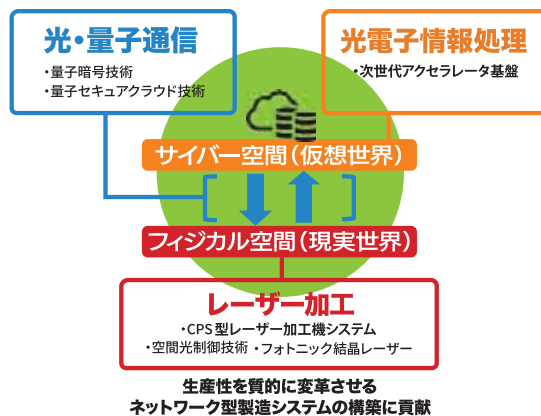 光・量子通信
・量子暗号技術
・量子セキュアクラウド技術
光電子情報処理
・次世代アクセラレータ基盤
サイバー空間（仮想世界）
フィジカル空間（現実世界）
レーザー加工
・CPS型レーザー加工機システム
・空間光制御技術 ・フォトニック結晶レーザー
生産性を質的に変革させる
ネットワーク型製造システムの構築に貢献